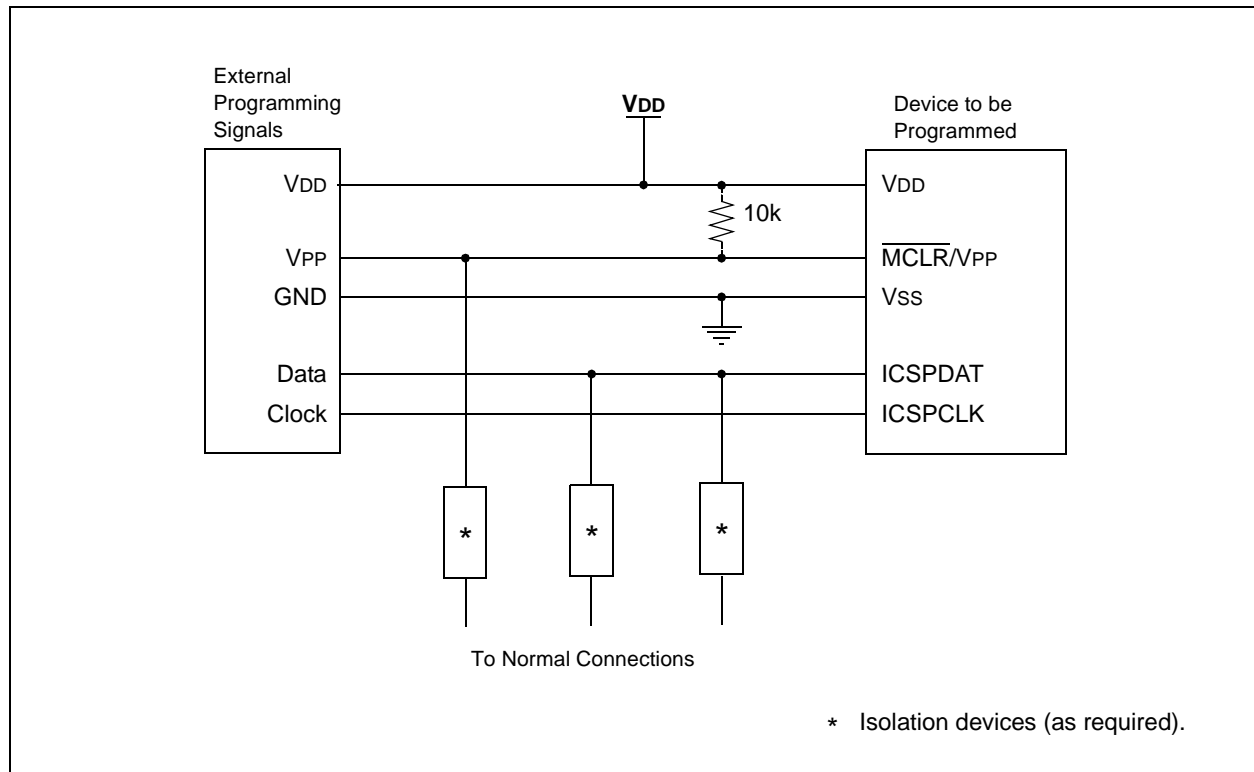 External
Programming
Signals
VDD
Device to be
Programmed
VDD
VDD
10k
VPP
MCLR/VPP
GND
VSS
Data
ICSPDAT
Clock
ICSPCLK
*
*
*
To Normal Connections
* Isolation devices (as required).